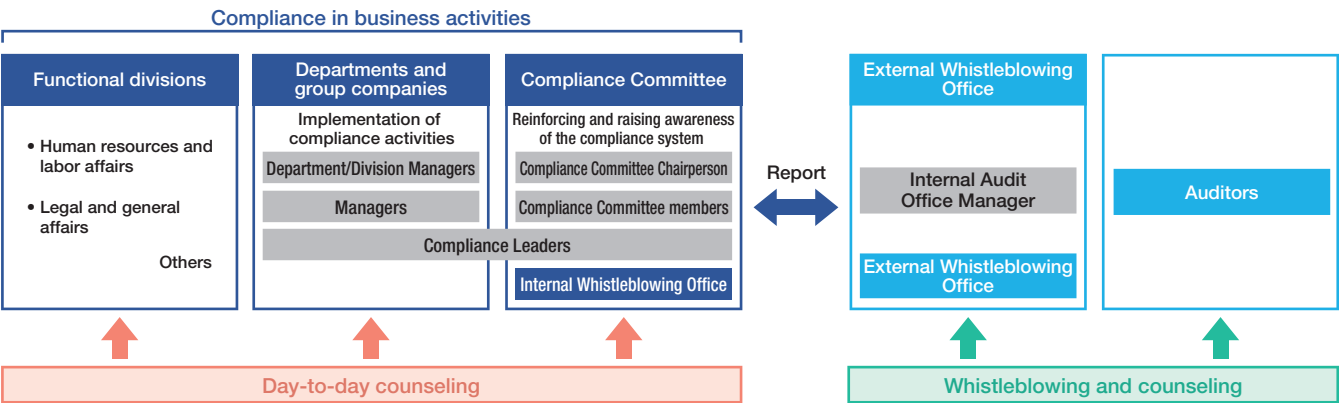 Compliance in business activities
Functional divisions
• Human resources and
labor affairs
• Legal and general
affairs
Others
Departments and
group companies
Implementation of
compliance activities
Department/Division Managers
Managers
Compliance Leaders
Compliance Committee
Reinforcing and raising awareness
of the compliance system
Compliance Committee Chairperson
Compliance Committee members
Internal Whistleblowing Office
Report
External Whistleblowing
Office
Internal Audit
Office Manager
External Whistleblowing
Office
Auditors
Day-to-day counseling
Whistleblowing and counseling